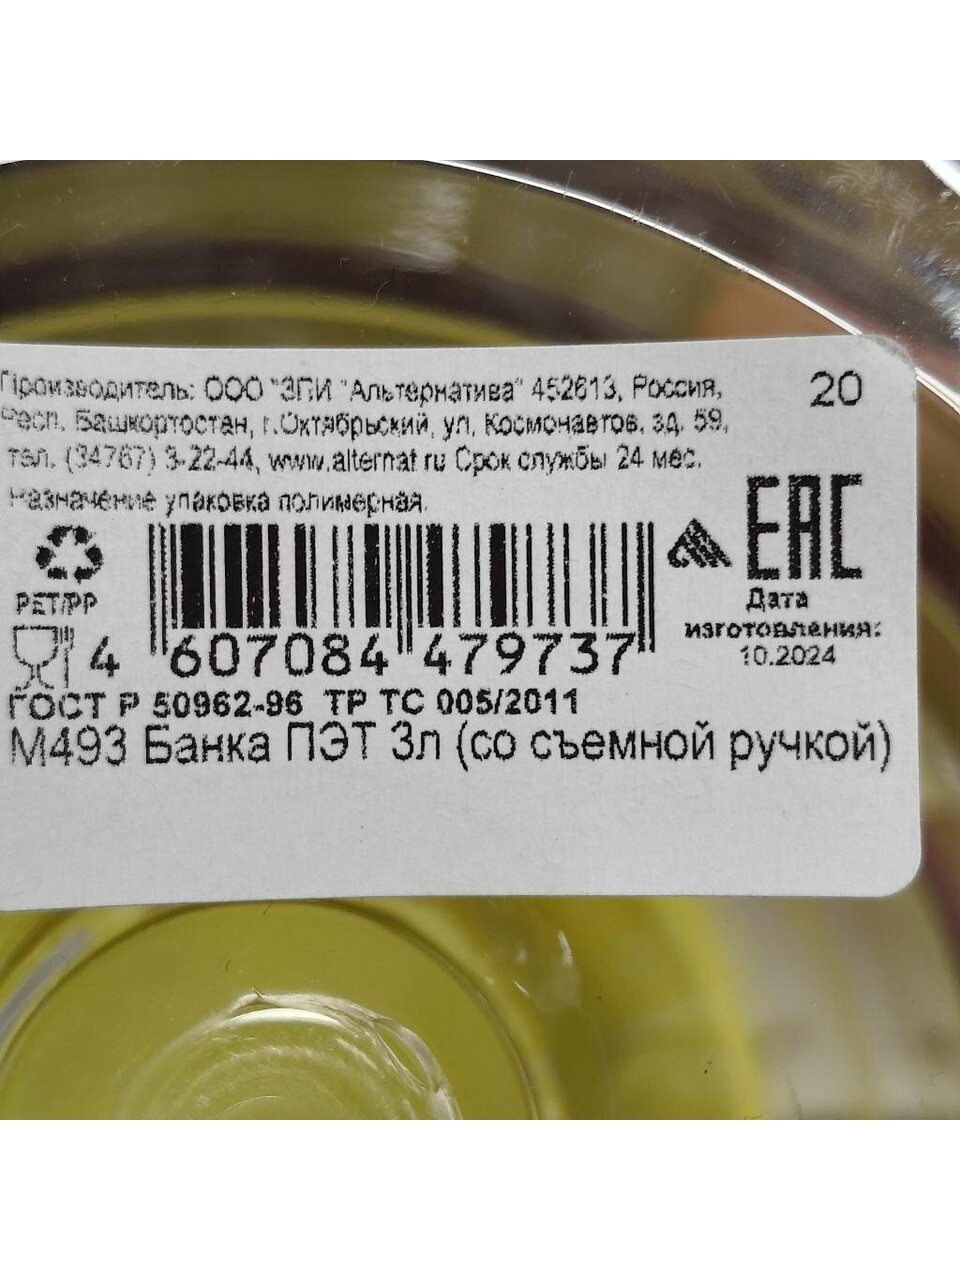 Производитель: ООО "ЗПИ "Альтернатива" 452613, Россия,
Респ. Башкортостан, г.Октябрьский, ул. Космонавтов, зд. 59,
тел. (34767) 3-22-44, www.alternat.ru Срок службы 24 мес.
Назначение упаковка полимерная.
20
EAC
PET/PP
Дата
изготовления:
10.2024
4 607084 479737
ГОСТ Р 50962-96 ТР ТС 005/2011
М493 Банка ПЭТ 3л (со съемной ручкой)